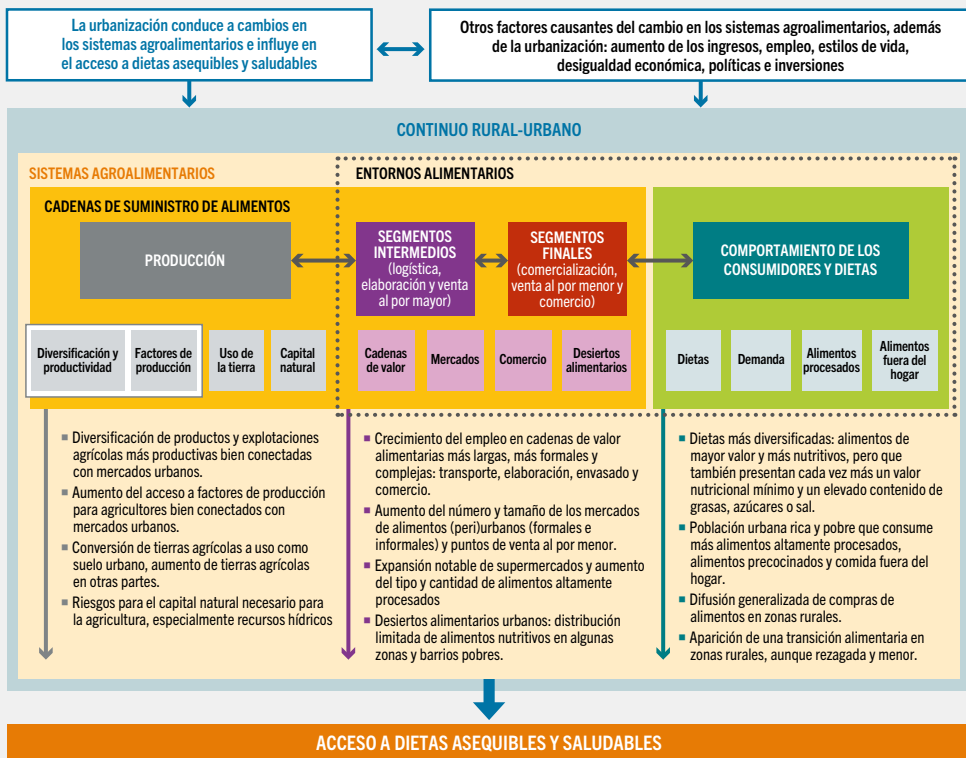 La urbanización conduce a cambios en
los sistemas agroalimentarios e influye en
el acceso a dietas asequibles y saludables
Otros factores causantes del cambio en los sistemas agroalimentarios, además
de la urbanización: aumento de los ingresos, empleo, estilos de vida,
desigualdad económica, políticas e inversiones
CONTINUO RURAL-URBANO
SISTEMAS AGROALIMENTARIOS
ENTORNOS ALIMENTARIOS
CADENAS DE SUMINISTRO DE ALIMENTOS
PRODUCCIÓN
SEGMENTOS
INTERMEDIOS
(logística,
elaboración y venta
al por mayor)
SEGMENTOS
FINALES
(comercialización,
venta al por menor y
comercio)
COMPORTAMIENTO DE LOS
CONSUMIDORES Y DIETAS
Diversificación y
productividad
Factores de
producción
Uso de
la tierra
Capital
natural
Cadenas
de valor
Mercados
Comercio
Desiertos
alimentarios
Dietas
Demanda
Alimentos
procesados
Alimentos
fuera del
hogar
Diversificación de productos y explotaciones
agrícolas más productivas bien conectadas
con mercados urbanos.
Aumento del acceso a factores de producción
para agricultores bien conectados con
mercados urbanos.
Conversión de tierras agrícolas a uso como
suelo urbano, aumento de tierras agrícolas
en otras partes.
Riesgos para el capital natural necesario para
la agricultura, especialmente recursos hídricos
Crecimiento del empleo en cadenas de valor
alimentarias más largas, más formales y
complejas: transporte, elaboración, envasado y
comercio.
Aumento del número y tamaño de los mercados
de alimentos (peri)urbanos (formales e
informales) y puntos de venta al por menor.
Expansión notable de supermercados y aumento
del tipo y cantidad de alimentos altamente
procesados
Desiertos alimentarios urbanos: distribución
limitada de alimentos nutritivos en algunas
zonas y barrios pobres.
Dietas más diversificadas: alimentos de
mayor valor y más nutritivos, pero que
también presentan cada vez más un valor
nutricional mínimo y un elevado contenido de
grasas, azúcares o sal.
Población urbana rica y pobre que consume
más alimentos altamente procesados,
alimentos precocinados y comida fuera del
hogar.
Difusión generalizada de compras de
alimentos en zonas rurales.
Aparición de una transición alimentaria en
zonas rurales, aunque rezagada y menor.
ACCESO A DIETAS ASEQUIBLES Y SALUDABLES